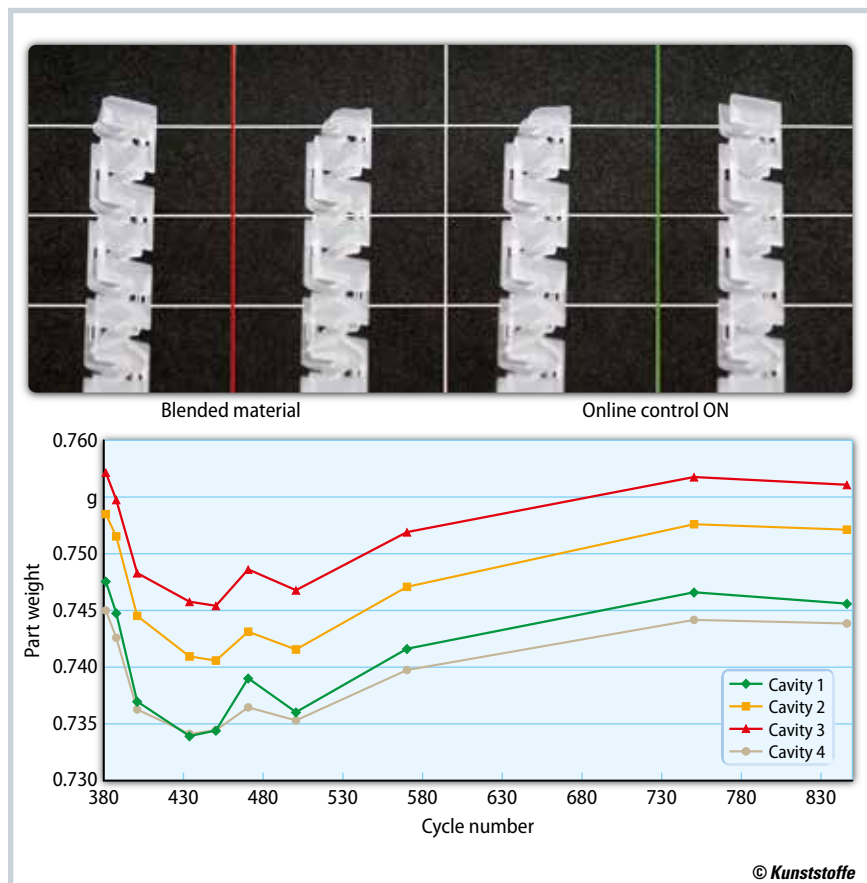 Blended material Online control ON
0.760
g
0.750
0.745
0.740
0.735
0.730
Part weight
Cavity 1
Cavity 2
Cavity 3
Cavity 4
380 430 480 530 580 630 680 730 780 830
Cycle number
© Kunststoffe